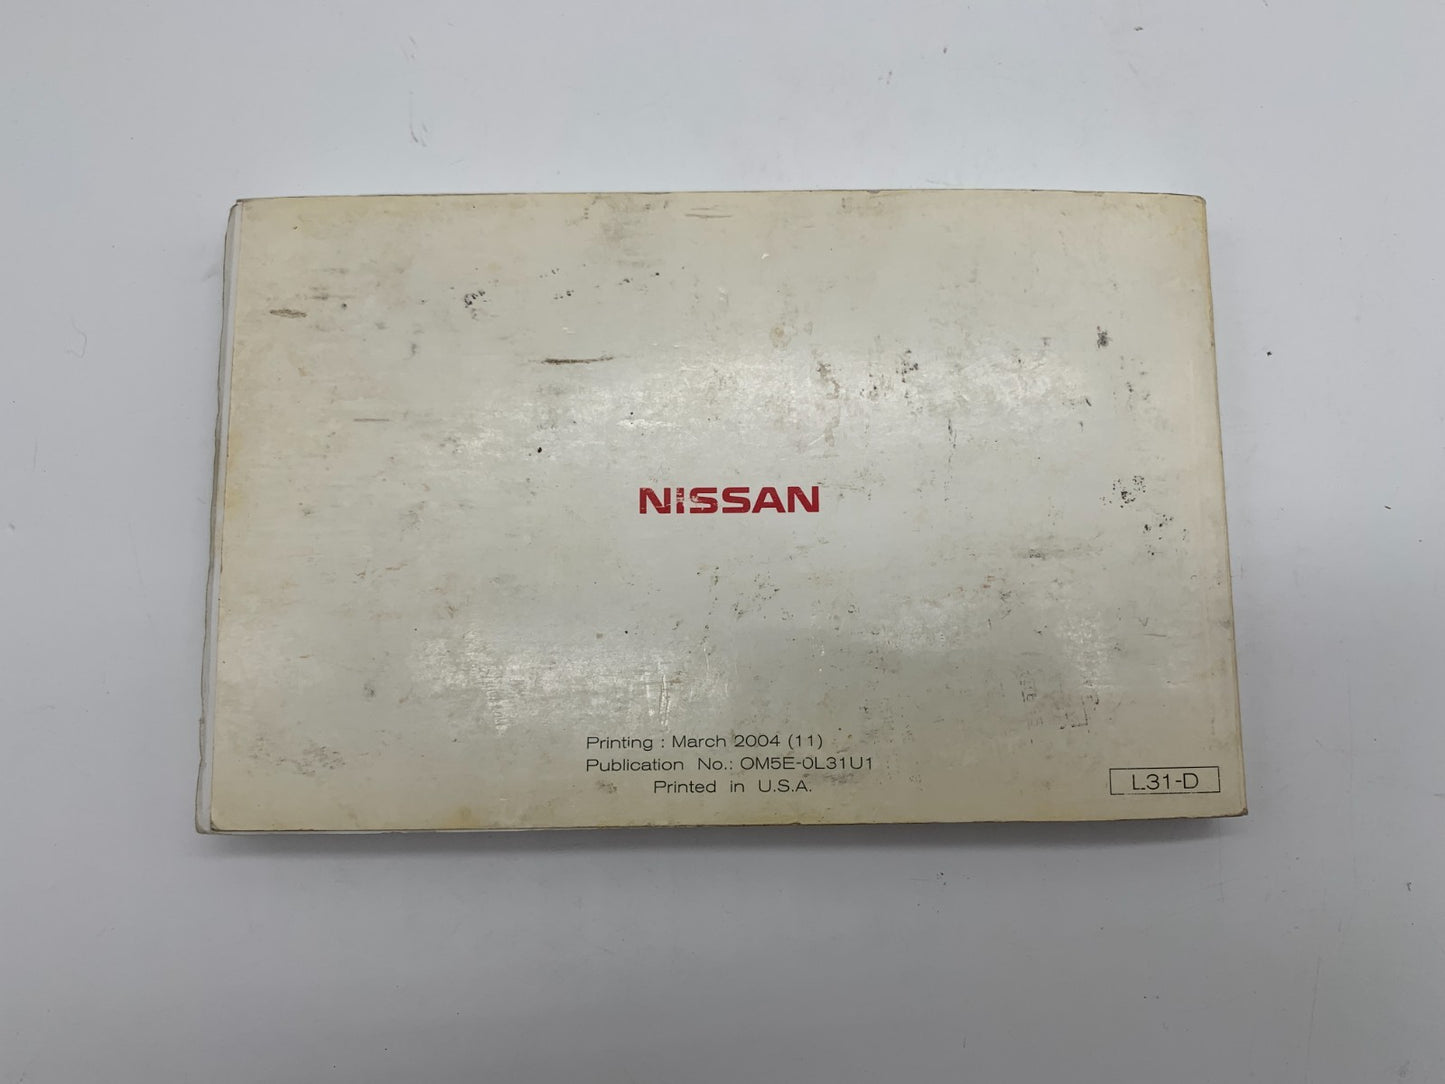 NISSAN
Printing : March 2004 (11)
Publication No.: OM5E-0L31U1
Printed in U.S.A.
L31-D